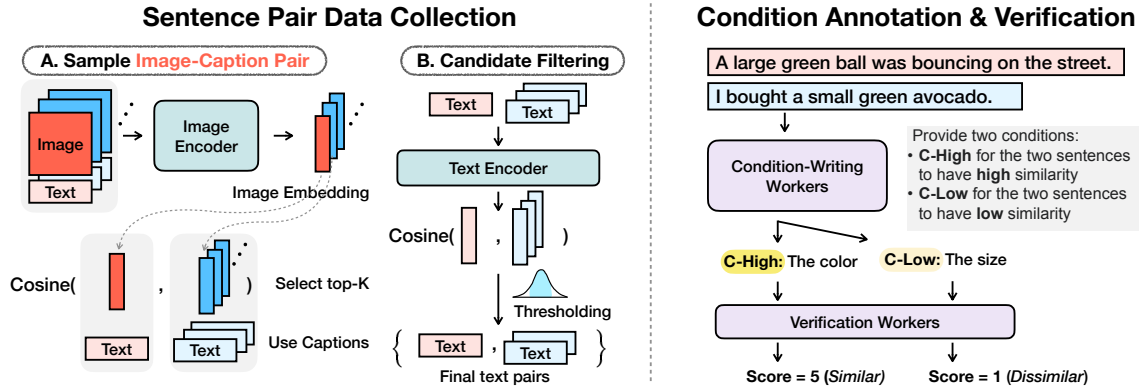 Sentence Pair Data Collection
A. Sample Image-Caption Pair
Image
Text
Image
Encoder
Image Embedding
Cosine(
,
)
Select top-K
Text
Text
Use Captions
B. Candidate Filtering
Text
Text
Text Encoder
Cosine(
,
)
Thresholding
{
Text
,
Text
}
Final text pairs
Condition Annotation & Verification
A large green ball was bouncing on the street.
I bought a small green avocado.
Condition-Writing
Workers
Provide two conditions:
• C-High for the two sentences
to have high similarity
• C-Low for the two sentences
to have low similarity
C-High: The color
C-Low: The size
Verification Workers
Score = 5 (Similar)
Score = 1 (Dissimilar)